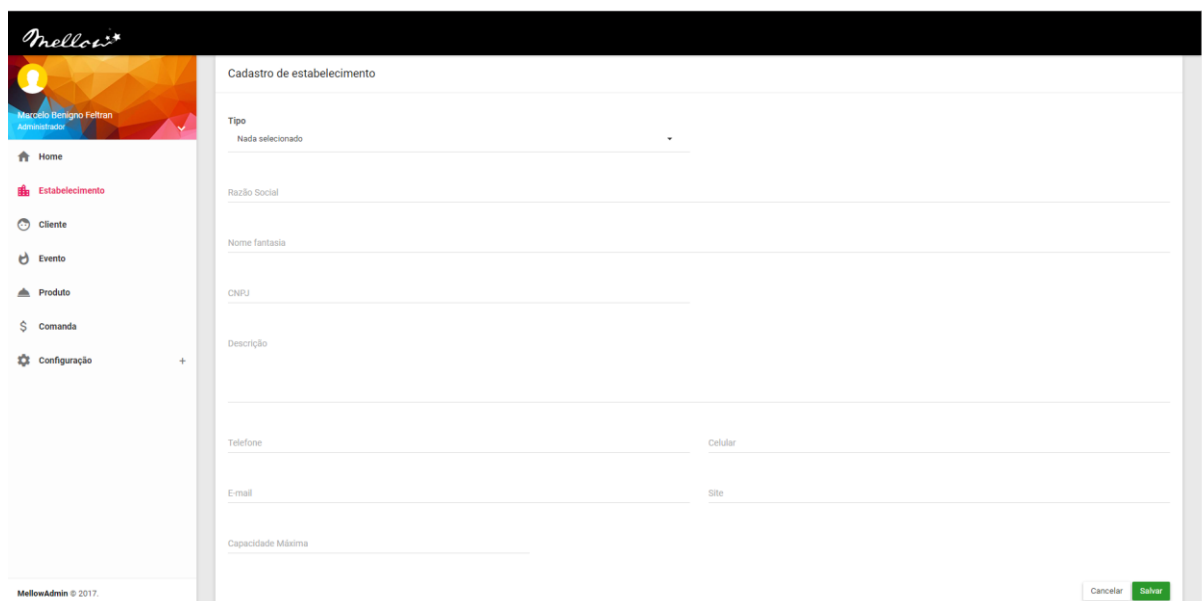 Mellow
Marcelo Benigno Feltran
Administrador
Home
Estabelecimento
Cliente
Evento
Produto
Comanda
Configuração +
MellowAdmin © 2017.
Cadastro de estabelecimento
Tipo
Nada selecionado
Razão Social
Nome fantasia
CNPJ
Descrição
Telefone Celular
E-mail Site
Capacidade Máxima
Cancelar Salvar